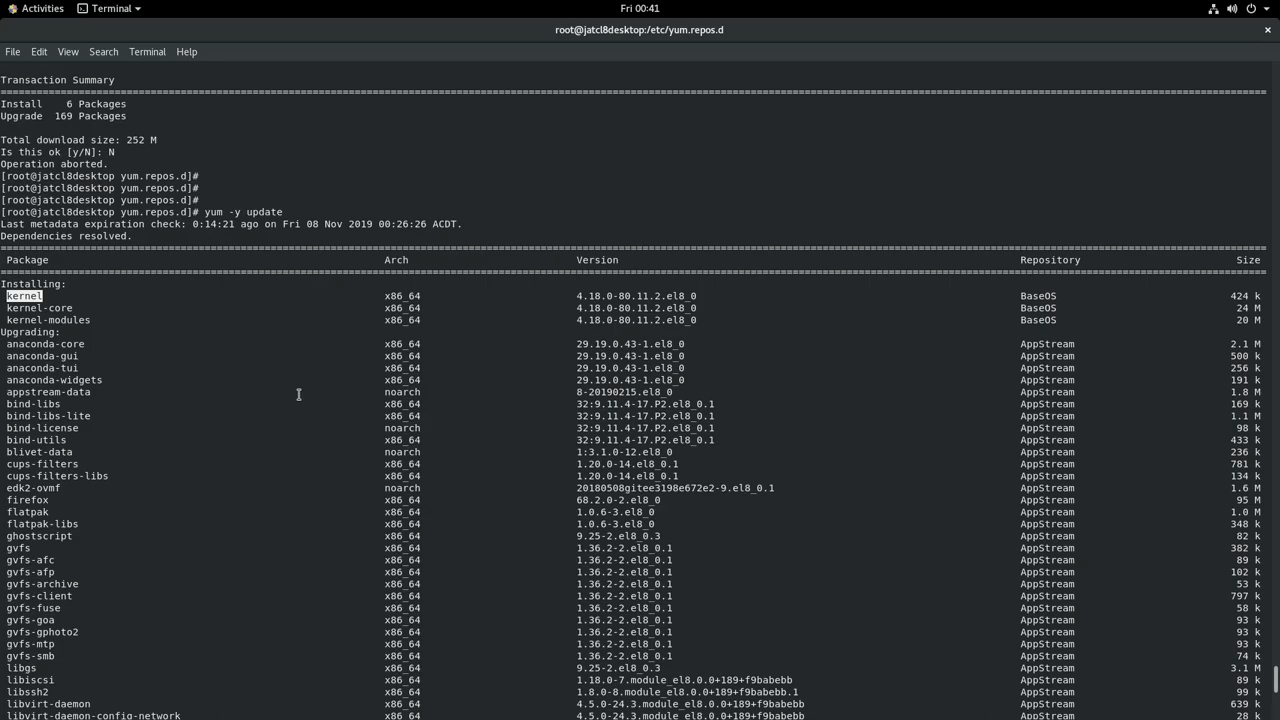 Activities Terminal Fri 00:41
root@jatcl8desktop:/etc/yum.repos.d ×
File Edit View Search Terminal Help
Transaction Summary
================================================================================
Install 6 Packages
Upgrade 169 Packages
Total download size: 252 M
Is this ok [y/N]: N
Operation aborted.
[root@jatcl8desktop yum.repos.d]#
[root@jatcl8desktop yum.repos.d]#
[root@jatcl8desktop yum.repos.d]#
[root@jatcl8desktop yum.repos.d]# yum -y update
Last metadata expiration check: 0:14:21 ago on Fri 08 Nov 2019 00:26:26 ACDT.
Dependencies resolved.
================================================================================
Package Arch Version Repository Size
================================================================================
Installing:
kernel x86_64 4.18.0-80.11.2.el8_0 BaseOS 424 k
kernel-core x86_64 4.18.0-80.11.2.el8_0 BaseOS 24 M
kernel-modules x86_64 4.18.0-80.11.2.el8_0 BaseOS 20 M
Upgrading:
anaconda-core x86_64 29.19.0.43-1.el8_0 AppStream 2.1 M
anaconda-gui x86_64 29.19.0.43-1.el8_0 AppStream 500 k
anaconda-tui x86_64 29.19.0.43-1.el8_0 AppStream 256 k
anaconda-widgets x86_64 29.19.0.43-1.el8_0 AppStream 191 k
appstream-data noarch 8-20190215.el8_0 AppStream 1.8 M
bind-libs x86_64 32:9.11.4-17.P2.el8_0.1 AppStream 169 k
bind-libs-lite x86_64 32:9.11.4-17.P2.el8_0.1 AppStream 1.1 M
bind-license noarch 32:9.11.4-17.P2.el8_0.1 AppStream 98 k
bind-utils x86_64 32:9.11.4-17.P2.el8_0.1 AppStream 433 k
blivet-data noarch 1:3.1.0-12.el8_0 AppStream 236 k
cups-filters x86_64 1.20.0-14.el8_0.1 AppStream 781 k
cups-filters-libs x86_64 1.20.0-14.el8_0.1 AppStream 134 k
edk2-ovmf noarch 20180508gitee3198e672e2-9.el8_0.1 AppStream 1.6 M
firefox x86_64 68.2.0-2.el8_0 AppStream 95 M
flatpak x86_64 1.0.6-3.el8_0 AppStream 1.0 M
flatpak-libs x86_64 1.0.6-3.el8_0 AppStream 348 k
ghostscript x86_64 9.25-2.el8_0.3 AppStream 82 k
gvfs x86_64 1.36.2-2.el8_0.1 AppStream 382 k
gvfs-afc x86_64 1.36.2-2.el8_0.1 AppStream 89 k
gvfs-afp x86_64 1.36.2-2.el8_0.1 AppStream 102 k
gvfs-archive x86_64 1.36.2-2.el8_0.1 AppStream 53 k
gvfs-client x86_64 1.36.2-2.el8_0.1 AppStream 797 k
gvfs-fuse x86_64 1.36.2-2.el8_0.1 AppStream 58 k
gvfs-goa x86_64 1.36.2-2.el8_0.1 AppStream 93 k
gvfs-gphoto2 x86_64 1.36.2-2.el8_0.1 AppStream 93 k
gvfs-mtp x86_64 1.36.2-2.el8_0.1 AppStream 93 k
gvfs-smb x86_64 1.36.2-2.el8_0.1 AppStream 74 k
libgs x86_64 9.25-2.el8_0.3 AppStream 3.1 M
libiscsi x86_64 1.18.0-7.module_el8.0.0+189+f9babebb AppStream 89 k
libssh2 x86_64 1.8.0-8.module_el8.0.0+189+f9babebb.1 AppStream 99 k
libvirt-daemon x86_64 4.5.0-24.3.module_el8.0.0+189+f9babebb AppStream 639 k
libvirt-daemon-config-network x86_64 4.5.0-24.3.module_el8.0.0+189+f9babebb AppStream 28 k